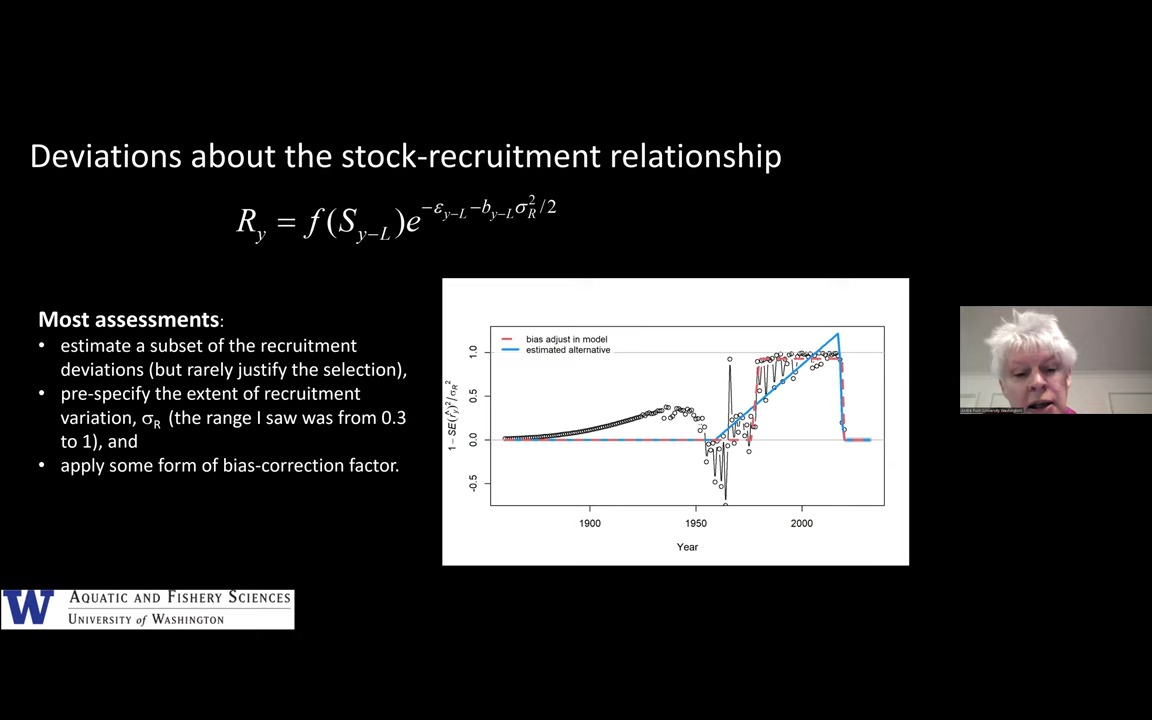 Deviations about the stock-recruitment relationship
R_y = f(S_{y−L})e^{−ε_{y−L}−b_{y−L}σ_R^2/2}
Most assessments:
• estimate a subset of the recruitment
deviations (but rarely justify the selection),
• pre-specify the extent of recruitment
variation, σ_R (the range I saw was from 0.3
to 1), and
• apply some form of bias-correction factor.
bias adjust in model
estimated alternative
1.0
0.5
0.0
-0.5
1900
1950
2000
Year
W
AQUATIC AND FISHERY SCIENCES
UNIVERSITY of WASHINGTON